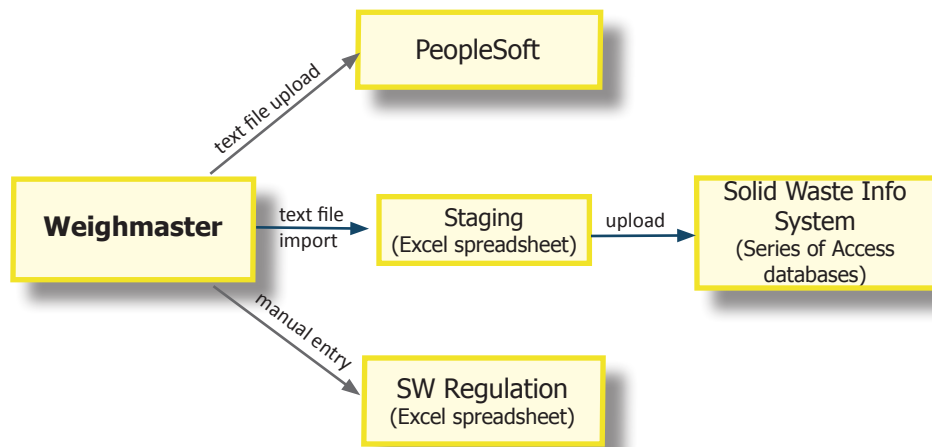 PeopleSoft
text file upload
Weighmaster
text file
import
Staging
(Excel spreadsheet)
upload
Solid Waste Info
System
(Series of Access
databases)
manual entry
SW Regulation
(Excel spreadsheet)